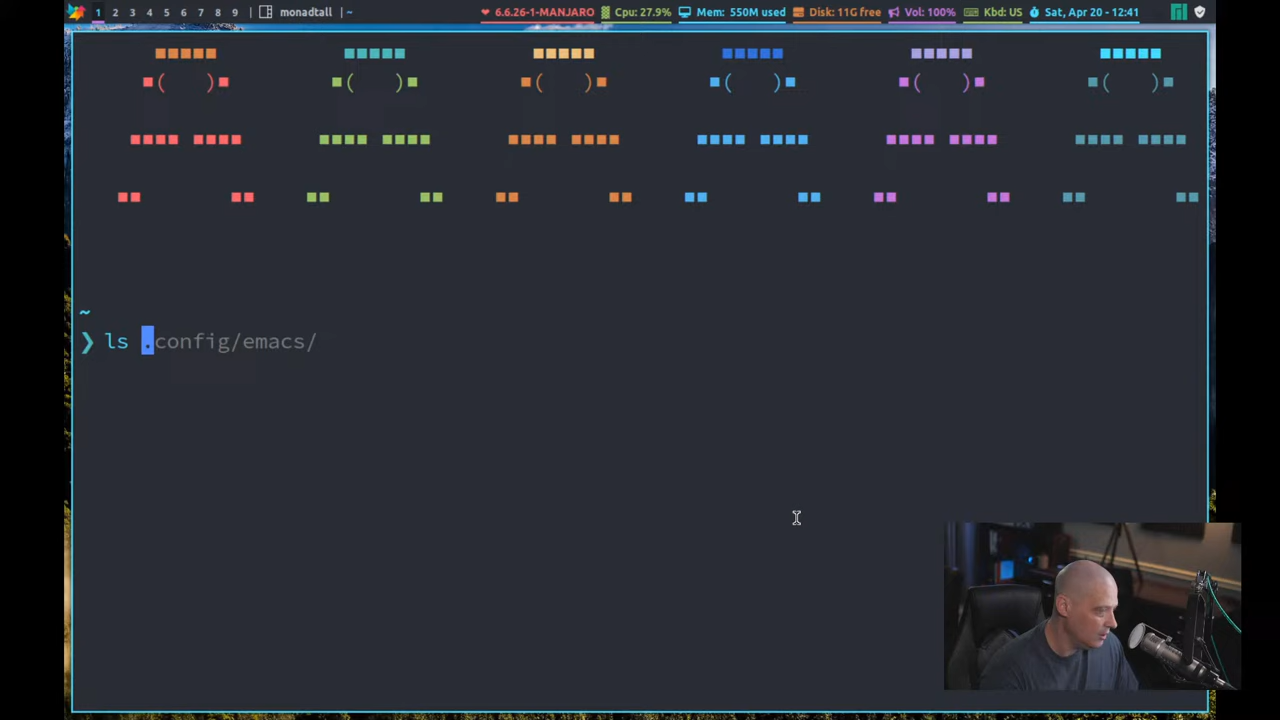 1 2 3 4 5 6 7 8 9 | monadtall | ~ ❤ 6.6.26-1-MANJARO Cpu: 27.9% Mem: 550M used Disk: 11G free Vol: 100% Kbd: US Sat, Apr 20 - 12:41
( ) ( ) ( ) ( ) ( ) ( )
~
❯ ls .config/emacs/